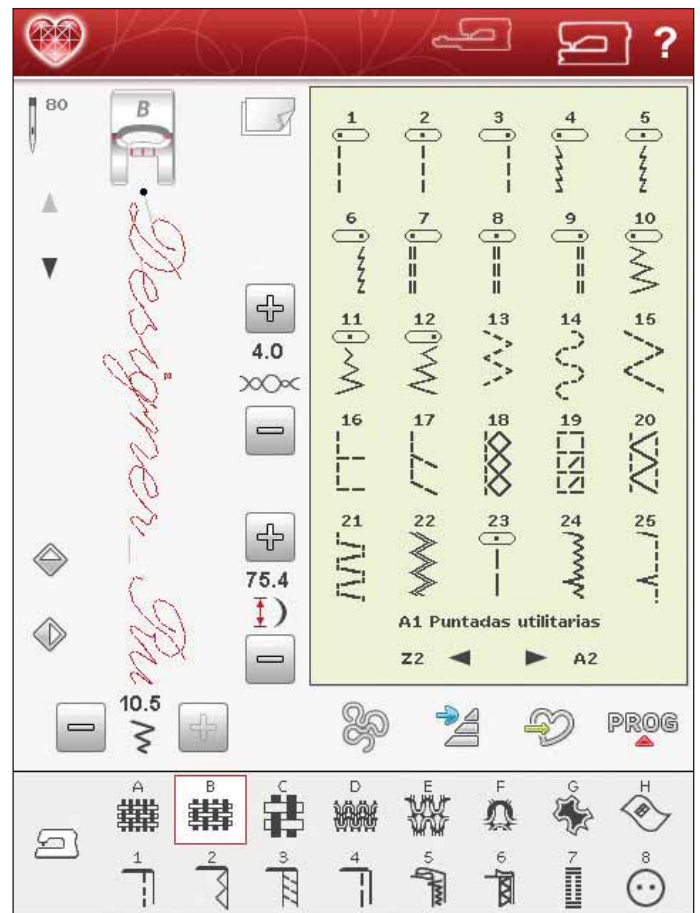 ?
80 B
1 2 3 4 5
6 7 8 9 10
4.0
11 12 13 14 15
16 17 18 19 20
21 22 23 24 25
75.4
A1 Puntadas utilitarias
Z2 A2
10.5
PROG
Designer Ru
A B C D E F G H
1 2 3 4 5 6 7 8